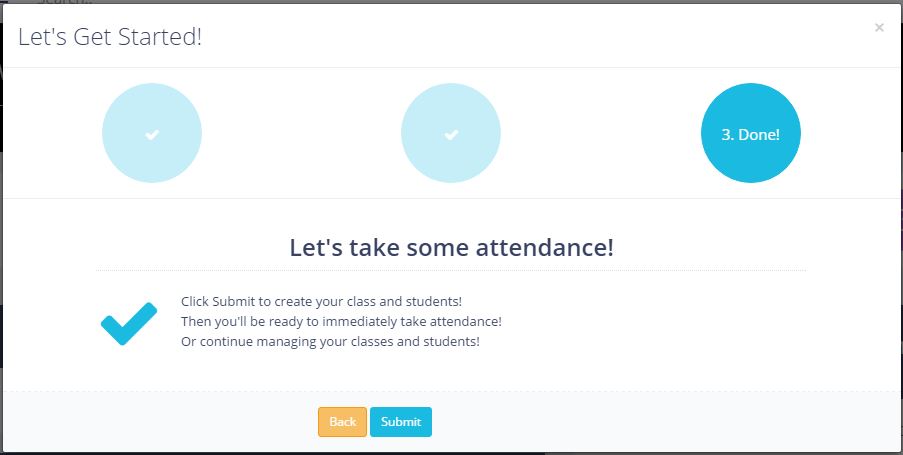 Let's Get Started!
×
3. Done!
Let's take some attendance!
Click Submit to create your class and students!
Then you'll be ready to immediately take attendance!
Or continue managing your classes and students!
Back
Submit